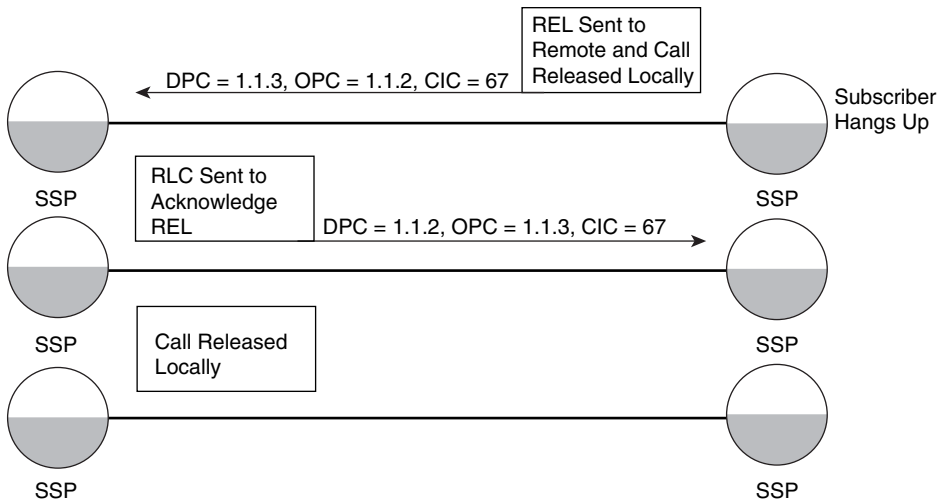 REL Sent to
Remote and Call
Released Locally
DPC = 1.1.3, OPC = 1.1.2, CIC = 67
Subscriber
Hangs Up
SSP
SSP
RLC Sent to
Acknowledge
REL
DPC = 1.1.2, OPC = 1.1.3, CIC = 67
SSP
SSP
Call Released
Locally
SSP
SSP